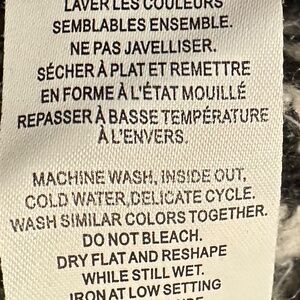 LAVER LES COULEURS
SEMBLABLES ENSEMBLE.
NE PAS JAVELLISER.
SÉCHER À PLAT ET REMETTRE
EN FORME À L'ÉTAT MOUILLÉ
REPASSER À BASSE TEMPÉRATURE
À L'ENVERS.
MACHINE WASH, INSIDE OUT,
COLD WATER,DELICATE CYCLE.
WASH SIMILAR COLORS TOGETHER.
DO NOT BLEACH.
DRY FLAT AND RESHAPE
WHILE STILL WET.
IRON AT LOW SETTING